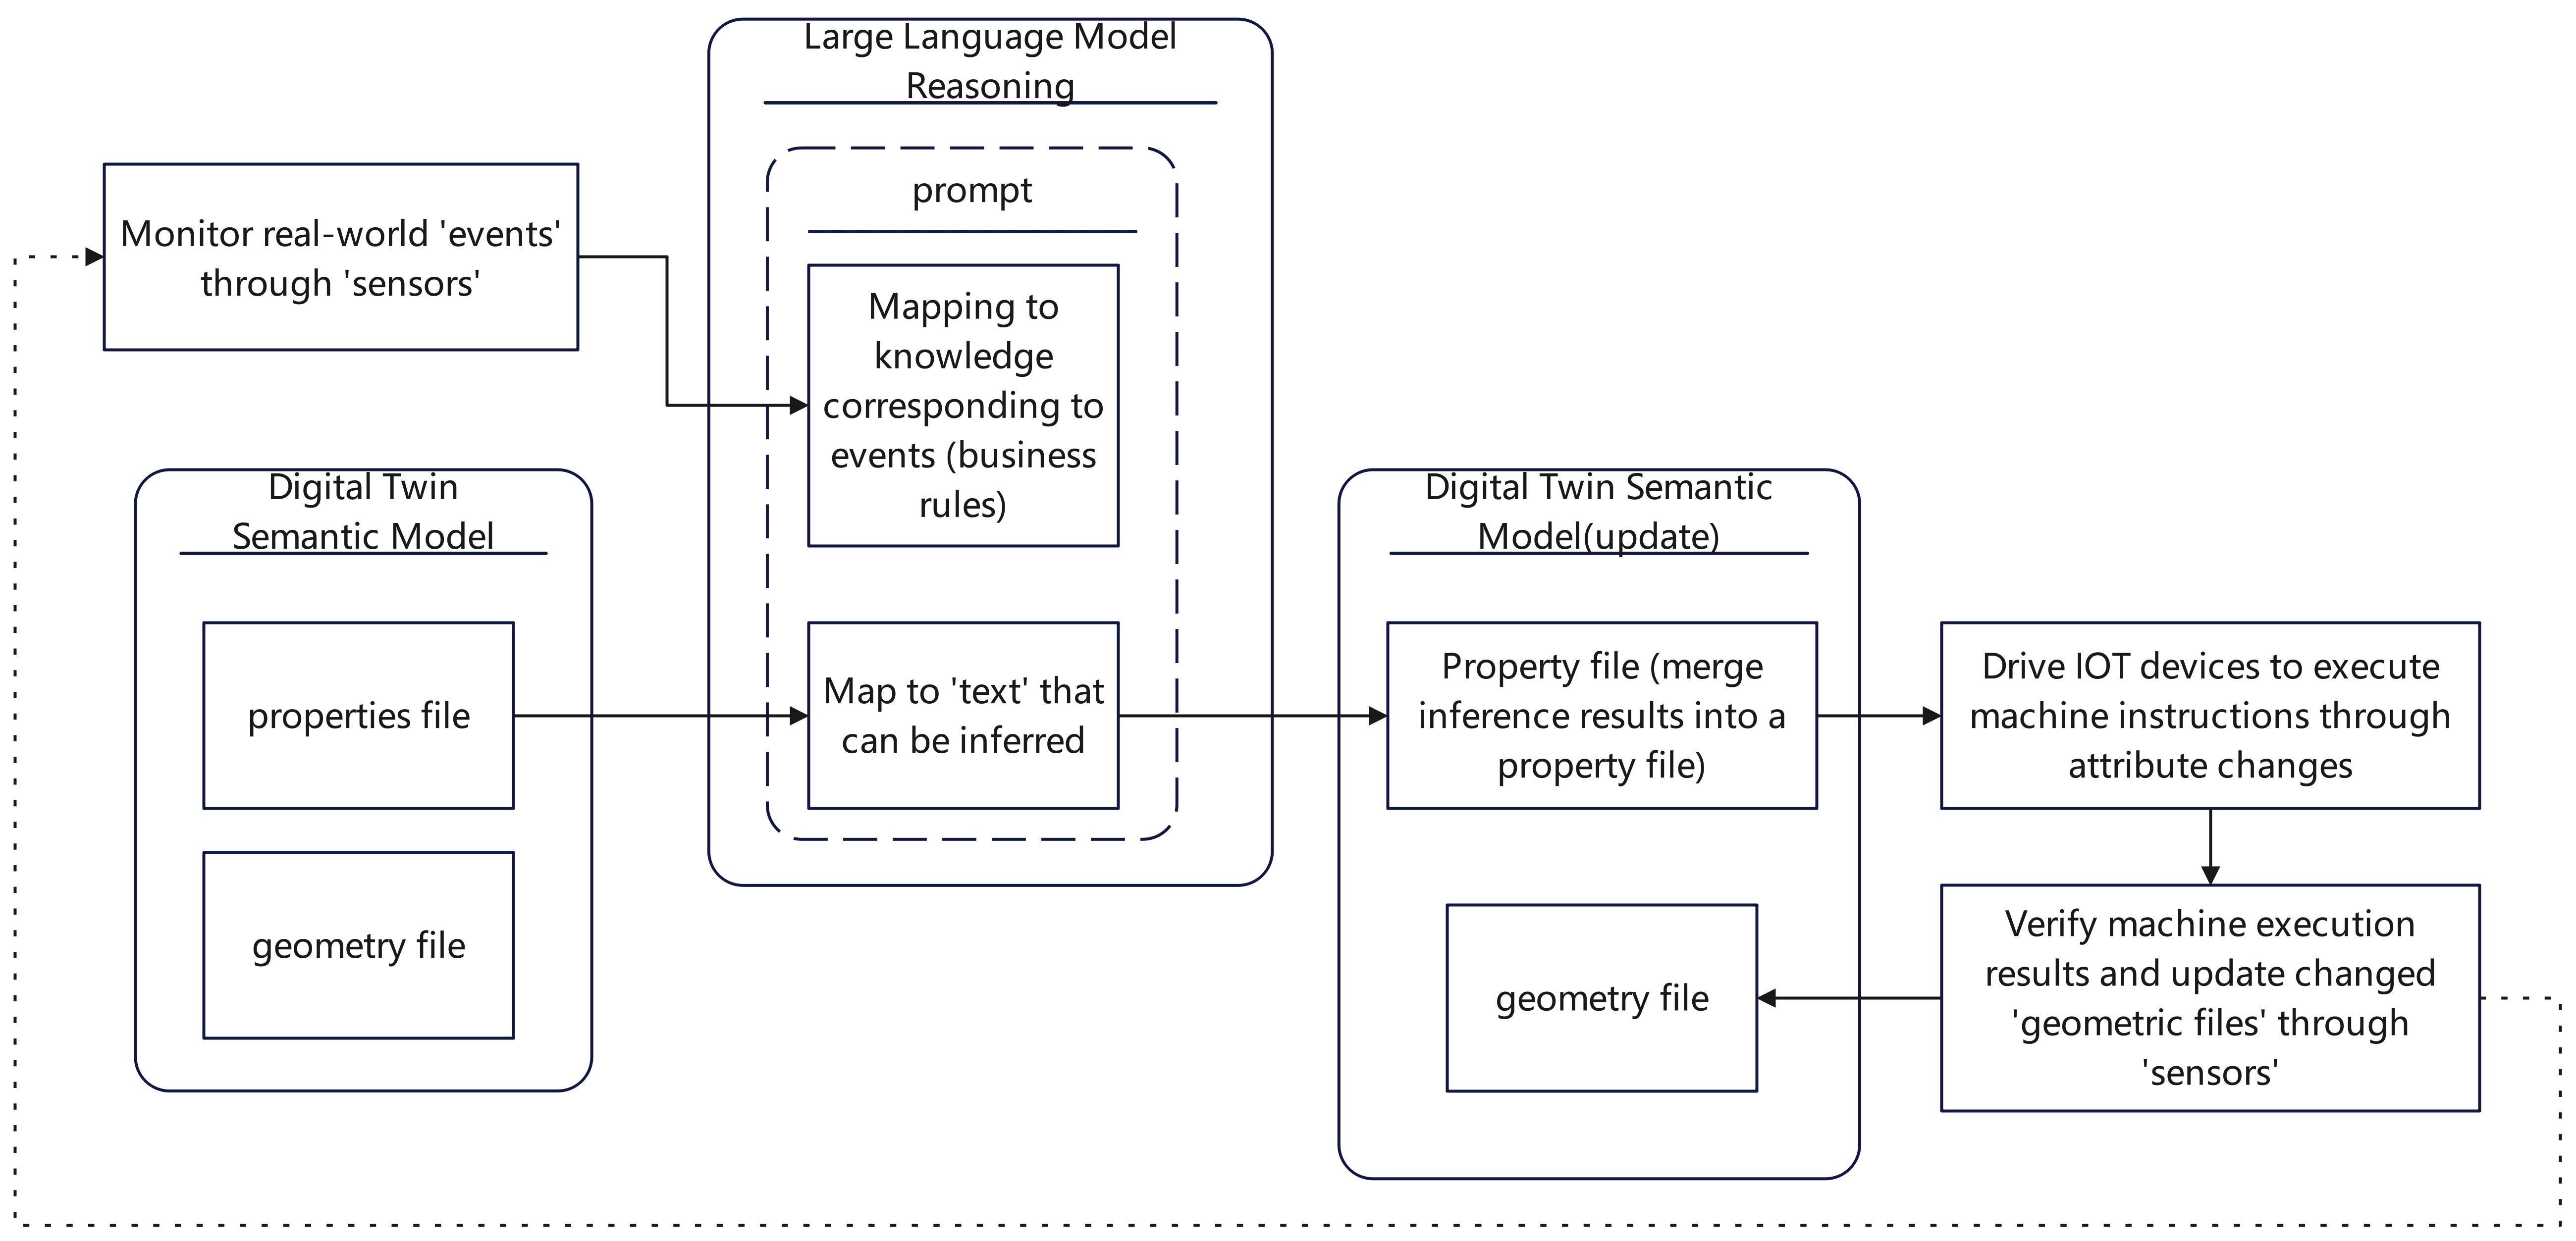 Large Language Model
Reasoning
prompt
Monitor real-world 'events'
through 'sensors'
Mapping to
knowledge
corresponding to
events (business
rules)
Digital Twin
Semantic Model
properties file
geometry file
Map to 'text' that
can be inferred
Digital Twin Semantic
Model(update)
Property file (merge
inference results into a
property file)
geometry file
Drive IOT devices to execute
machine instructions through
attribute changes
Verify machine execution
results and update changed
'geometric files' through
'sensors'